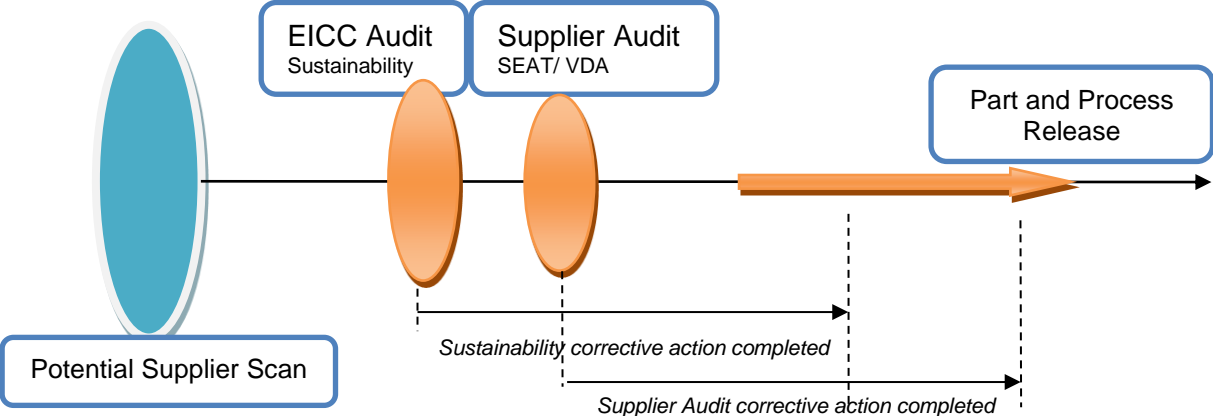 EICC Audit
Sustainability
Supplier Audit
SEAT/ VDA
Part and Process
Release
Potential Supplier Scan
Sustainability corrective action completed
Supplier Audit corrective action completed